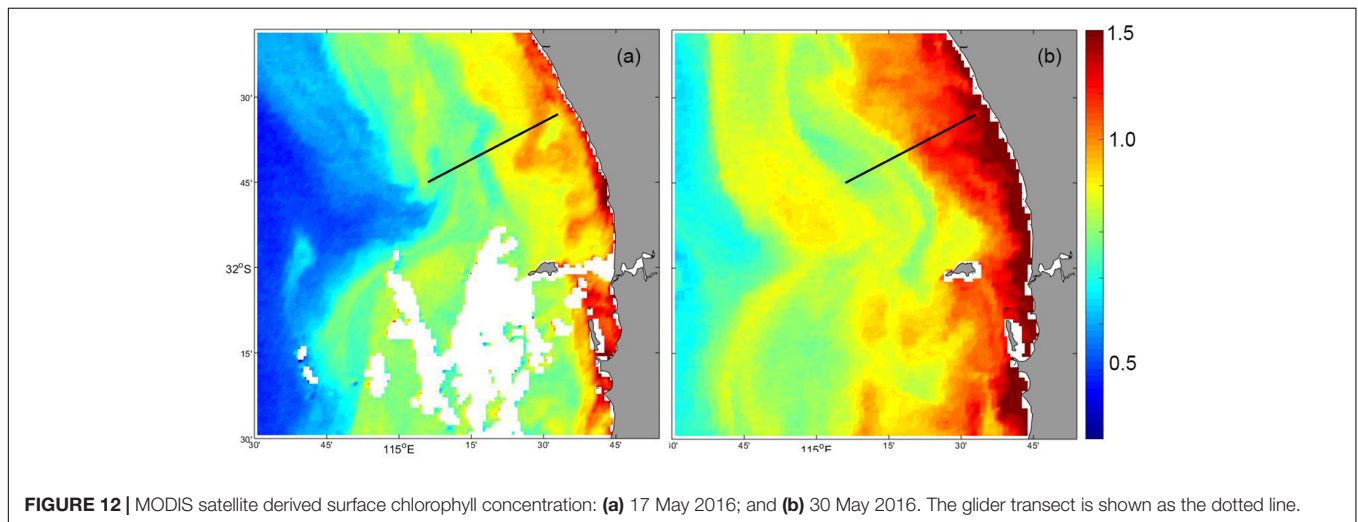 (a)
(b)
1.5
1.0
0.5
30'
45'
32°S
15'
30'
30'
45'
115°E
15'
30'
45'
30'
45'
115°E
15'
30'
45'
FIGURE 12 | MODIS satellite derived surface chlorophyll concentration: (a) 17 May 2016; and (b) 30 May 2016. The glider transect is shown as the dotted line.